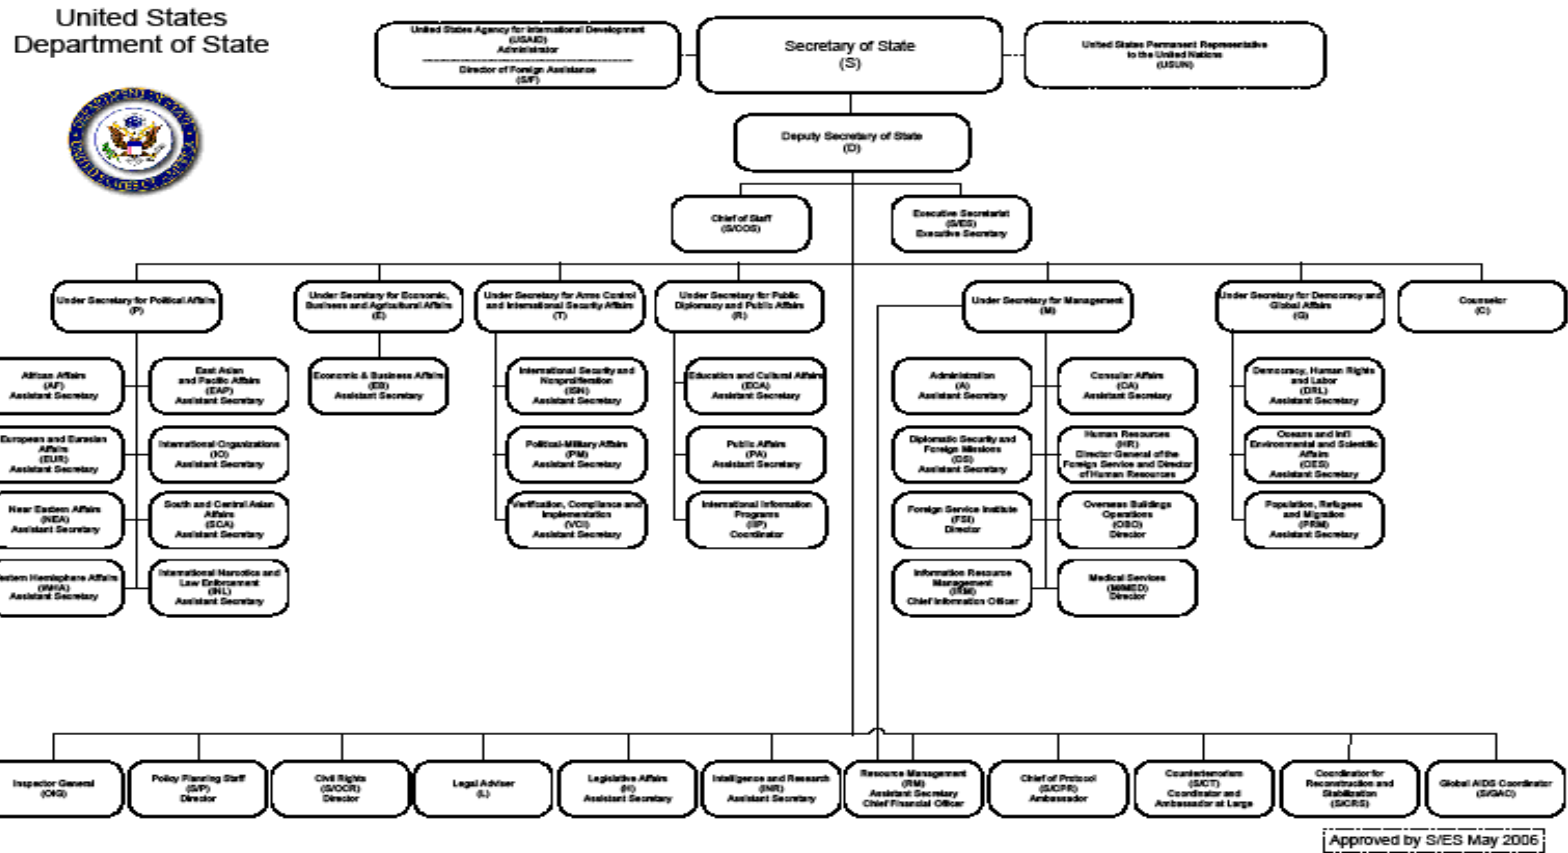 United States
Department of State
United States Agency for International Development
(USAID)
Administrator
Director of Foreign Assistance
(S/F)
Secretary of State
(S)
United States Permanent Representative
to the United Nations
(USUN)
Deputy Secretary of State
(D)
Chief of Staff
(S/COS)
Executive Secretariat
(S/ES)
Executive Secretary
Under Secretary for Political Affairs
(P)
Under Secretary for Economic,
Business and Agricultural Affairs
(E)
Under Secretary for Arms Control
and International Security Affairs
(T)
Under Secretary for Public
Diplomacy and Public Affairs
(R)
Under Secretary for Management
(M)
Under Secretary for Democracy and
Global Affairs
(G)
Counselor
(C)
African Affairs
(AF)
Assistant Secretary
East Asian
and Pacific Affairs
(EAP)
Assistant Secretary
Economic & Business Affairs
(EB)
Assistant Secretary
International Security and
Nonproliferation
(ISN)
Assistant Secretary
Education and Cultural Affairs
(ECA)
Assistant Secretary
Administration
(A)
Assistant Secretary
Consular Affairs
(CA)
Assistant Secretary
Democracy, Human Rights
and Labor
(DRL)
Assistant Secretary
European and Eurasian
Affairs
(EUR)
Assistant Secretary
International Organizations
(IO)
Assistant Secretary
Political-Military Affairs
(PM)
Assistant Secretary
Public Affairs
(PA)
Assistant Secretary
Diplomatic Security and
Foreign Missions
(DS)
Assistant Secretary
Human Resources
(HR)
Director General of the
Foreign Service and Director
of Human Resources
Oceans and Int'l
Environmental and Scientific
Affairs
(OES)
Assistant Secretary
Near Eastern Affairs
(NEA)
Assistant Secretary
South and Central Asian
Affairs
(SCA)
Assistant Secretary
Verification, Compliance and
Implementation
(VCI)
Assistant Secretary
International Information
Programs
(IIP)
Coordinator
Foreign Service Institute
(FSI)
Director
Overseas Buildings
Operations
(OBO)
Director
Population, Refugees
and Migration
(PRM)
Assistant Secretary
estern Hemisphere Affairs
(WHA)
Assistant Secretary
International Narcotics and
Law Enforcement
(INL)
Assistant Secretary
Information Resource
Management
(IRM)
Chief Information Officer
Medical Services
(M/MED)
Director
Inspector General
(OIG)
Policy Planning Staff
(S/P)
Director
Civil Rights
(S/OCR)
Director
Legal Adviser
(L)
Legislative Affairs
(H)
Assistant Secretary
Intelligence and Research
(INR)
Assistant Secretary
Resource Management
(RM)
Assistant Secretary
Chief Financial Officer
Chief of Protocol
(S/CPR)
Ambassador
Counterterrorism
(S/CT)
Coordinator and
Ambassador at Large
Coordinator for
Reconstruction and
Stabilization
(S/CRS)
Global AIDS Coordinator
(S/GAC)
Approved by S/ES May 2006